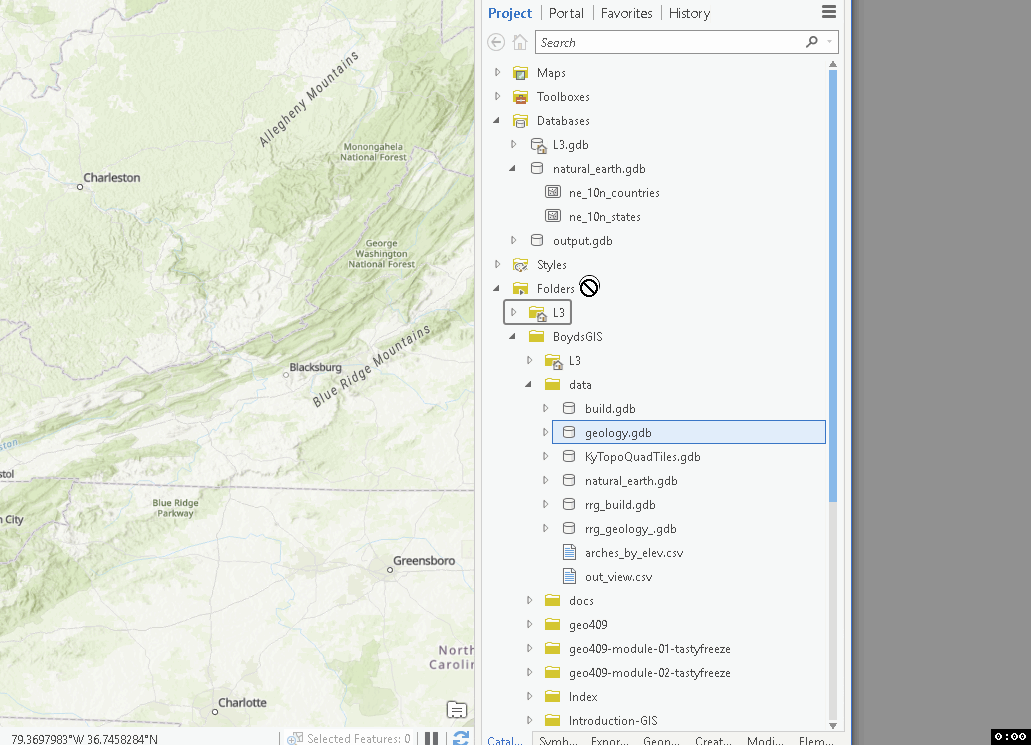 Project Portal Favorites History
Search
Maps
Toolboxes
Databases
L3.gdb
natural_earth.gdb
ne_10n_countries
ne_10n_states
output.gdb
Styles
Folders
L3
BoydsGIS
L3
data
build.gdb
geology.gdb
KyTopoQuadTiles.gdb
natural_earth.gdb
rrg_build.gdb
rrg_geology_.gdb
arches_by_elev.csv
out_view.csv
docs
geo409
geo409-module-01-tastyfreeze
geo409-module-02-tastyfreeze
Index
Introduction-GIS
Catal... Symb... Expor... Geon... Creat... Modi... Elem...
Allegheny Mountains
Monongahela
National Forest
Charleston
George
Washington
National Forest
Blacksburg
Blue Ridge Mountains
stol
Blue Ridge
Parkway
n City
Greensboro
North
Carolin
Charlotte
79.3697983°W 36.7458284°N
Selected Features: 0
0:00